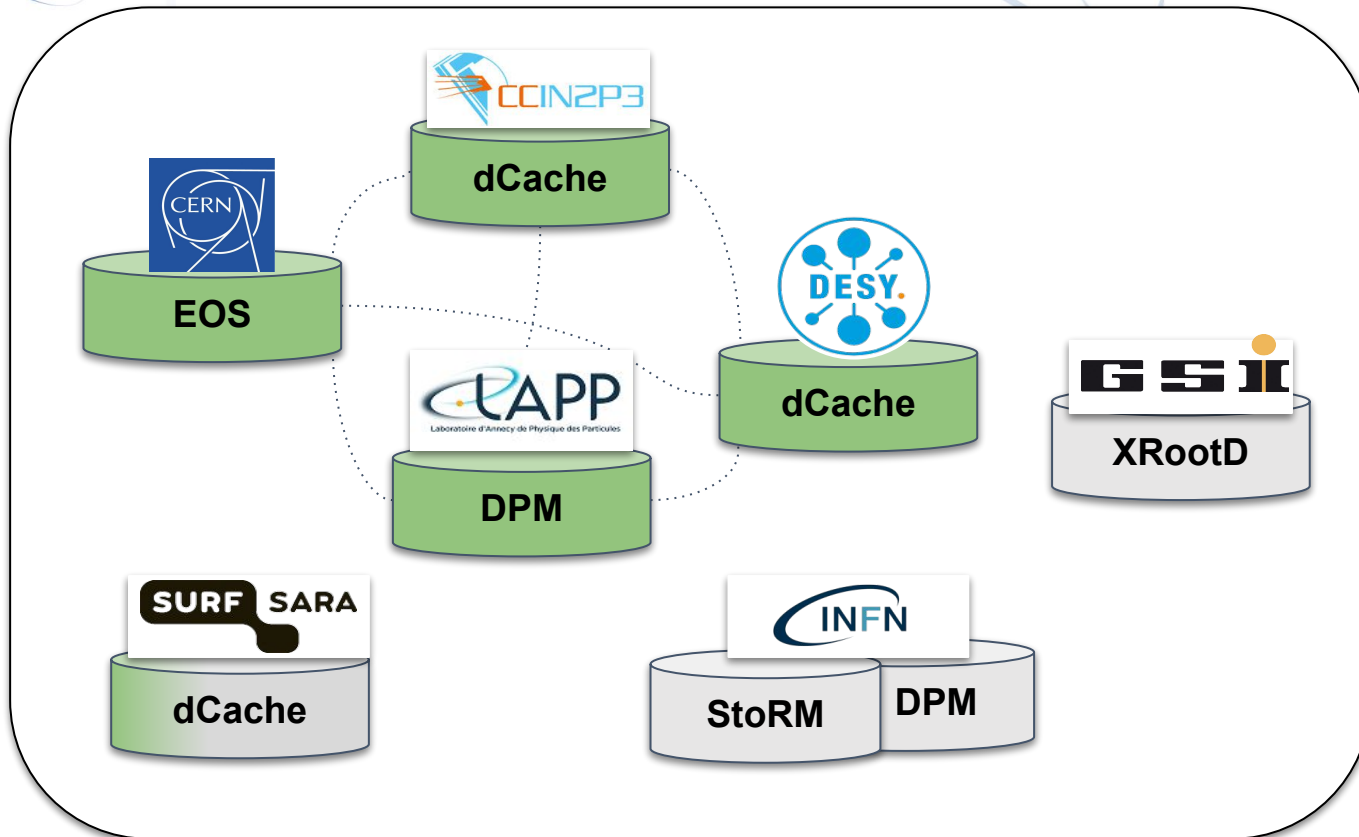 CCIN2P3
dCache
CERN
EOS
DESY.
dCache
LAPP
Laboratoire d'Annecy de Physique des Particules
DPM
GSI
XRootD
SURF SARA
dCache
INFN
StoRM
DPM